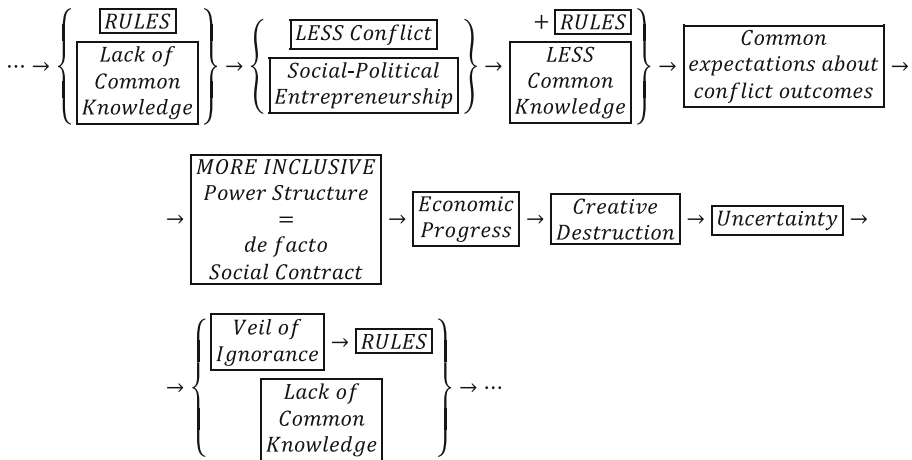 ⋯ → { RULES
Lack of
Common
Knowledge } → { LESS Conflict
Social-Political
Entrepreneurship } → { + RULES
LESS
Common
Knowledge } → Common
expectations about
conflict outcomes →
→ MORE INCLUSIVE
Power Structure
=
de facto
Social Contract → Economic
Progress → Creative
Destruction → Uncertainty →
→ { Veil of
Ignorance → RULES
Lack of
Common
Knowledge } → ⋯